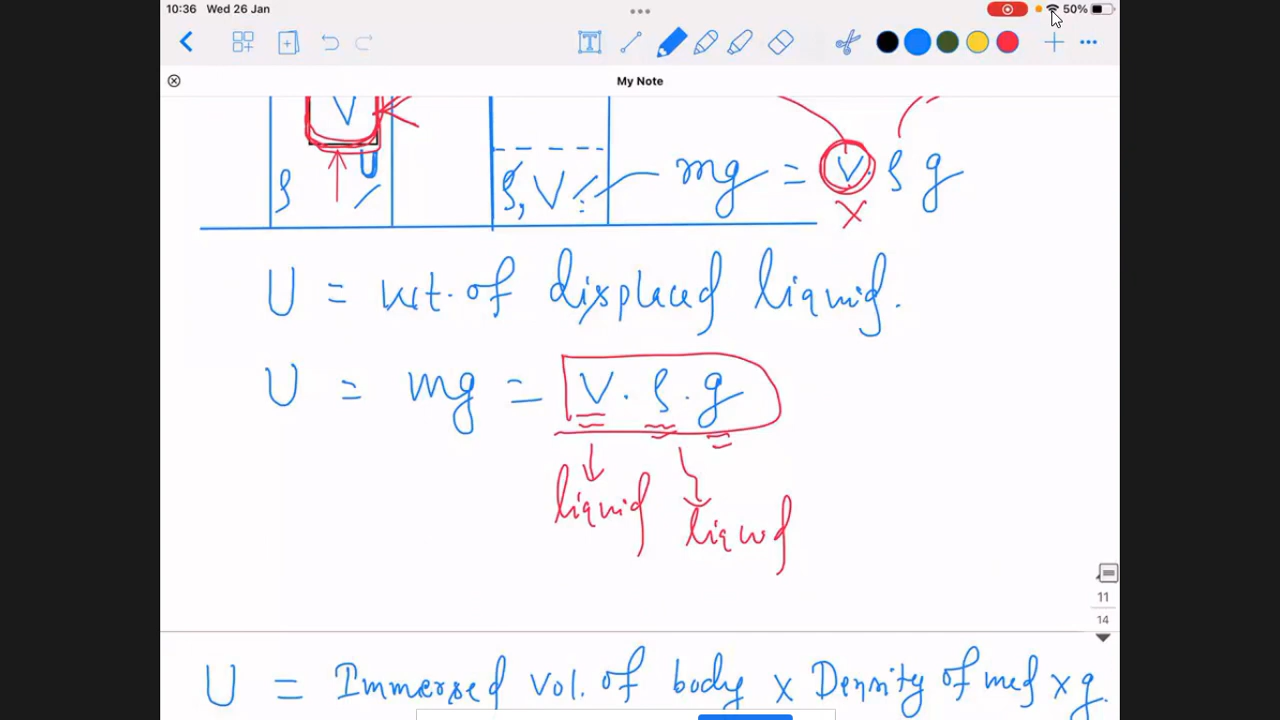 10:36 Wed 26 Jan 50%
My Note
V
U
ρ
ρ, V
mg = V. ρ g
x
U = wt. of displaced liquid.
U = mg = V. ρ. g
liquid liquid
11
14
U = Immersed vol. of body x Density of med x g.